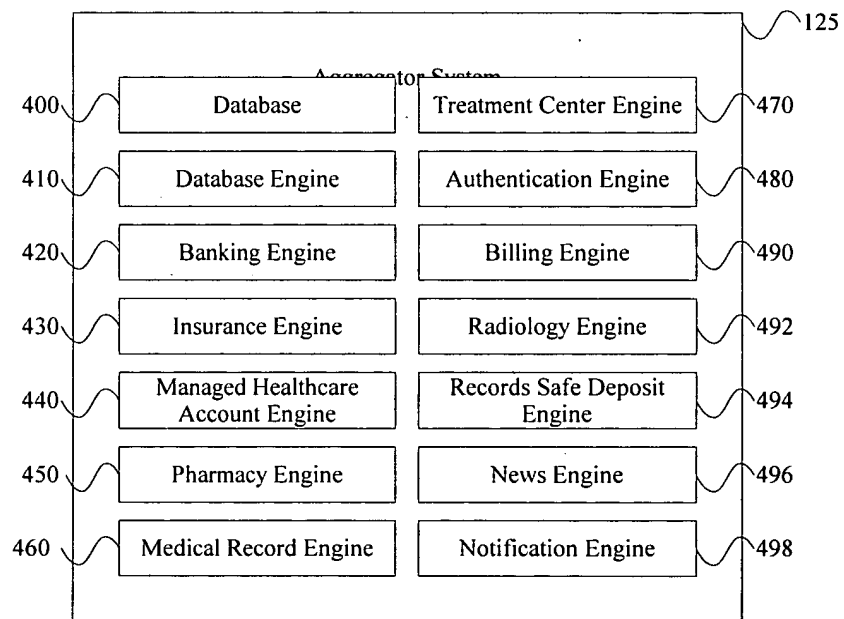 125
Aggregator System
400 Database Treatment Center Engine 470
410 Database Engine Authentication Engine 480
420 Banking Engine Billing Engine 490
430 Insurance Engine Radiology Engine 492
440 Managed Healthcare Account Engine Records Safe Deposit Engine 494
450 Pharmacy Engine News Engine 496
460 Medical Record Engine Notification Engine 498